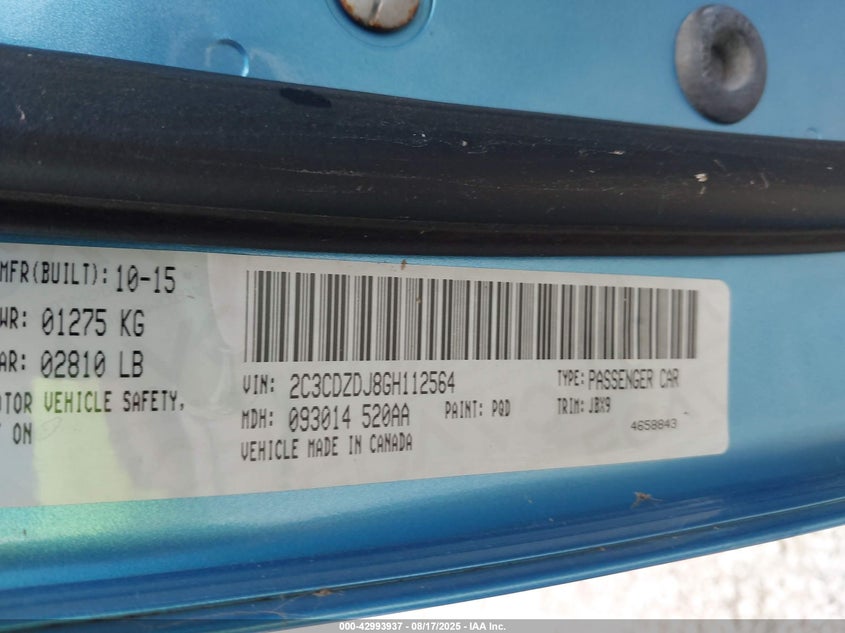 MFR(BUILT): 10-15
WR: 01275 KG
AR: 02810 LB
OTOR VEHICLE SAFETY,
ON
VIN: 2C3CDZDJ8GH112564
TYPE: PASSENGER CAR
MDH: 093014 520AA
PAINT: PQD
TRIM: JBX9
VEHICLE MADE IN CANADA
4658843
000-42993937 - 08/17/2025 - IAA Inc.